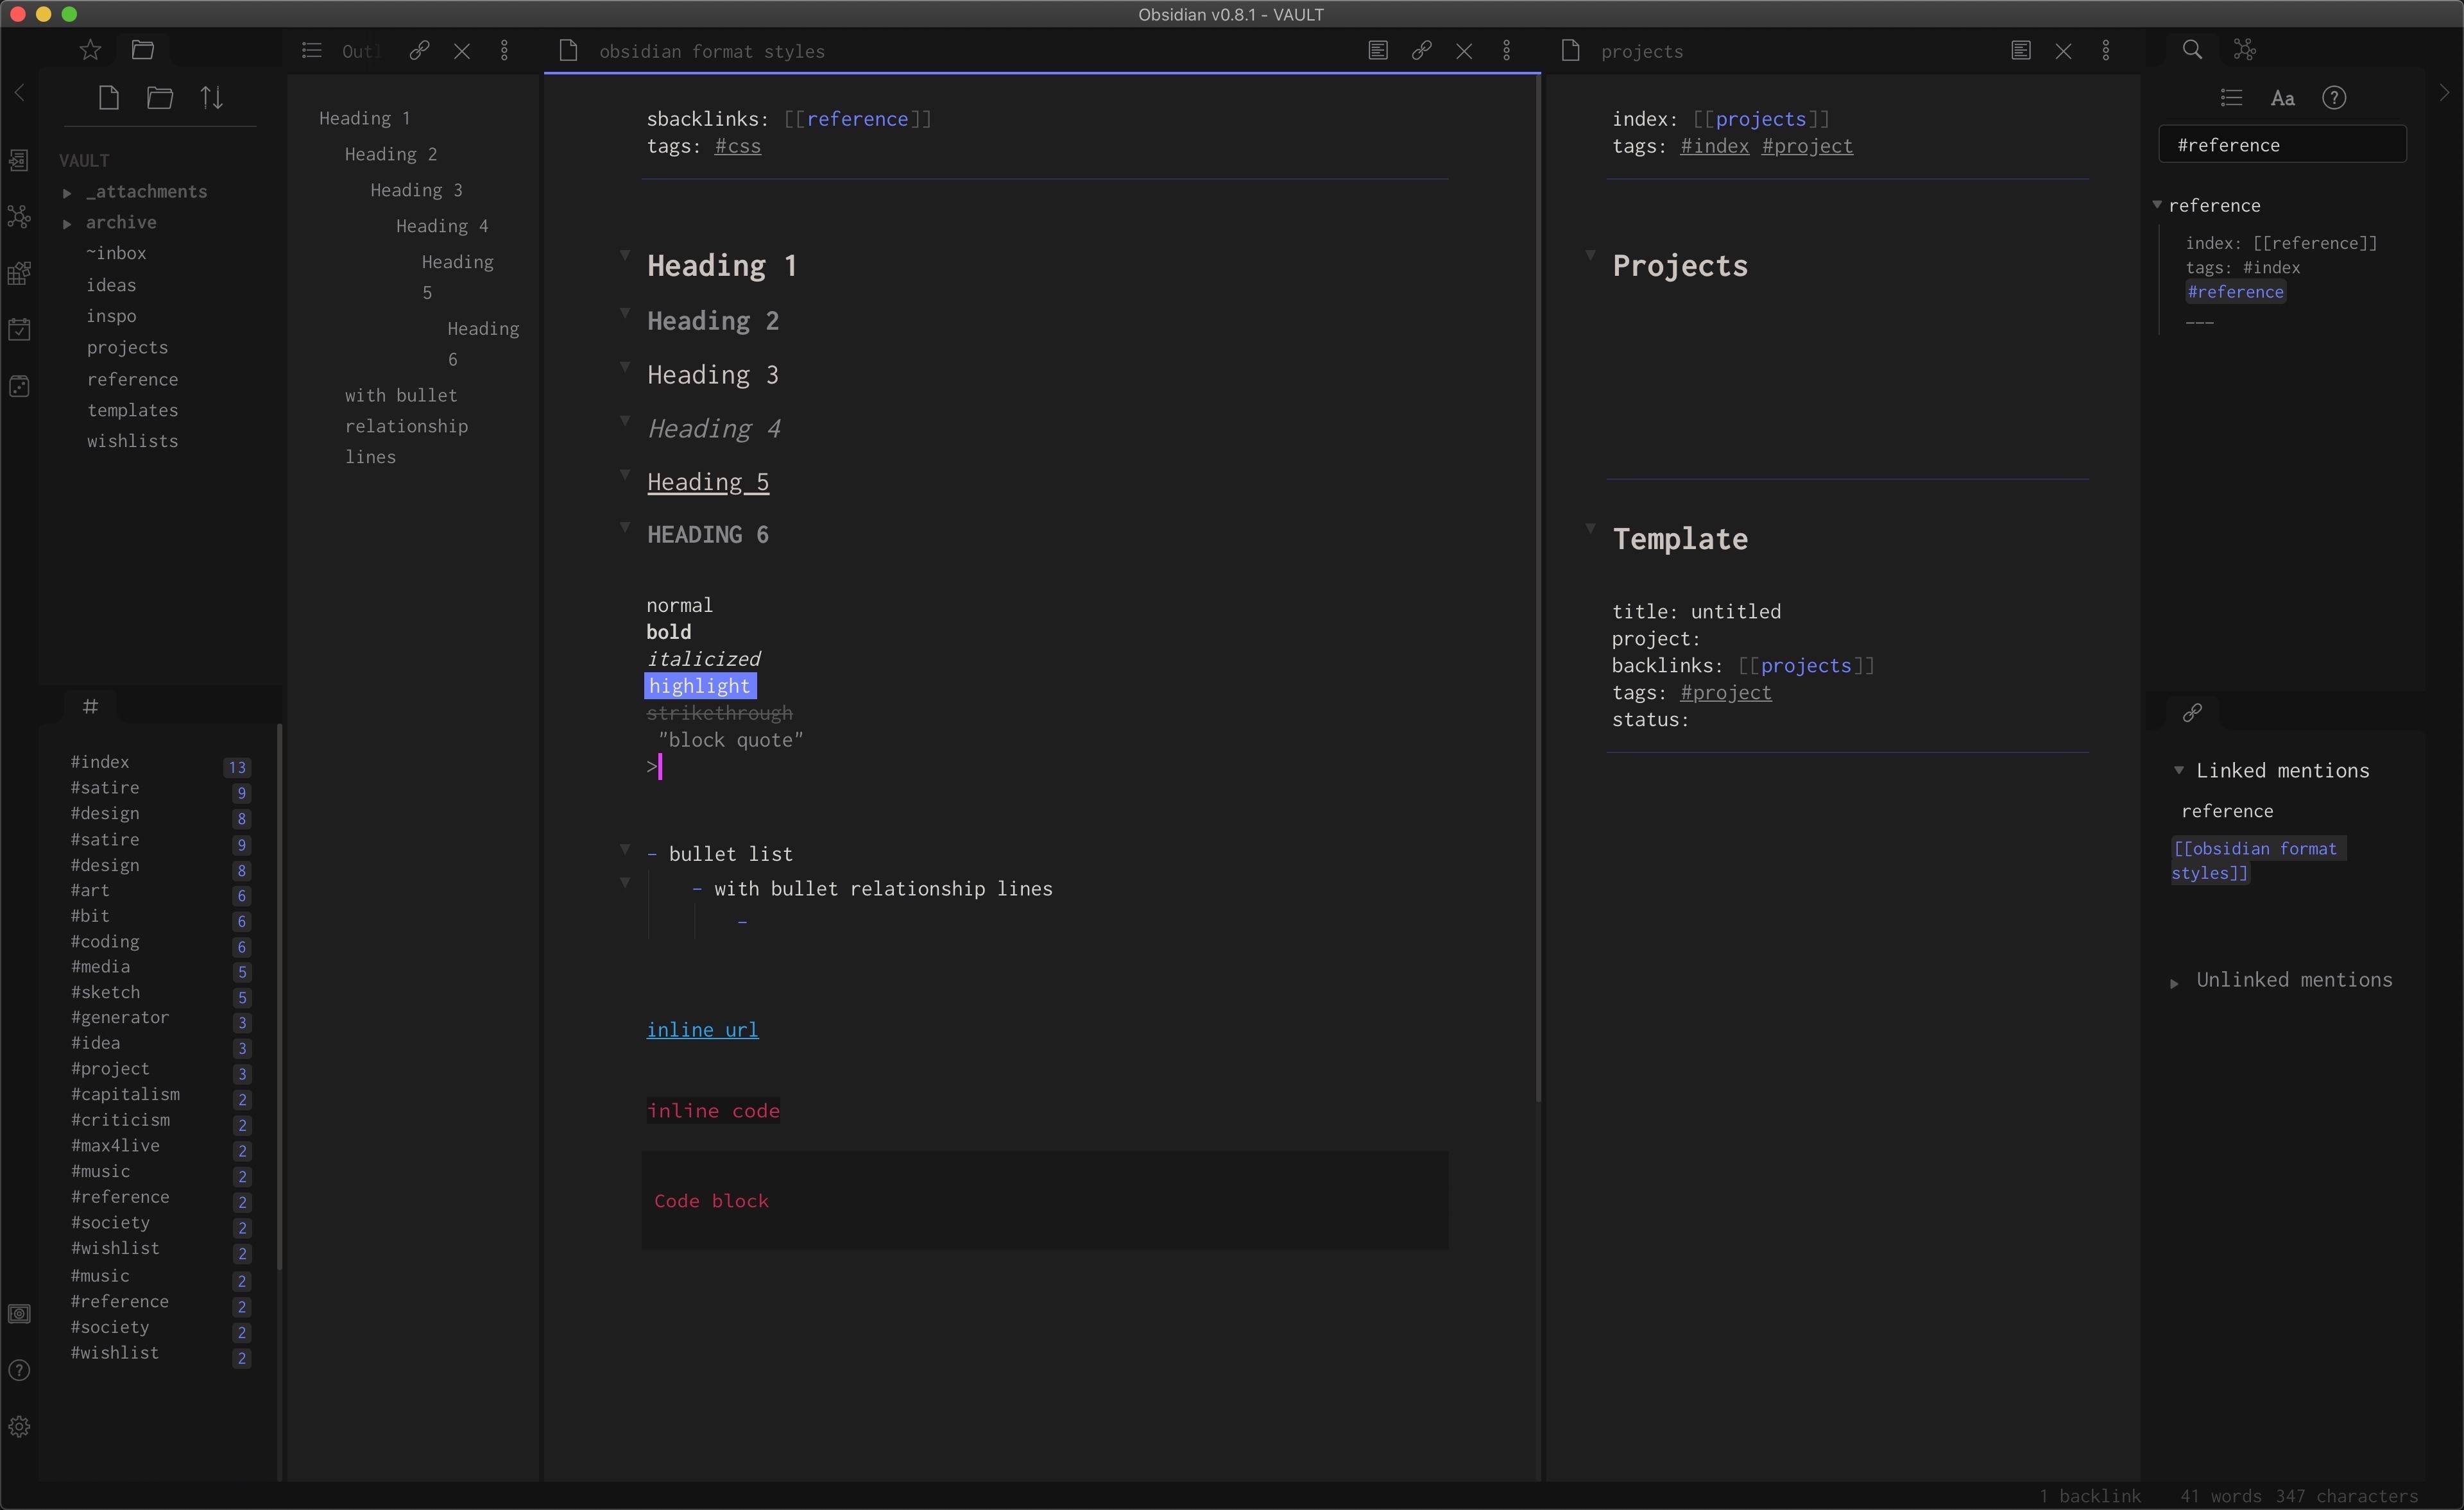 Obsidian v0.8.1 - VAULT
VAULT
_attachments
archive
~inbox
ideas
inspo
projects
reference
templates
wishlists
#
#index 13
#satire 9
#design 8
#satire 9
#design 8
#art 6
#bit 6
#coding 6
#media 5
#sketch 5
#generator 3
#idea 3
#project 3
#capitalism 2
#criticism 2
#max4live 2
#music 2
#reference 2
#society 2
#wishlist 2
#music 2
#reference 2
#society 2
#wishlist 2
Heading 1
Heading 2
Heading 3
Heading 4
Heading
5
Heading
6
with bullet
relationship
lines
obsidian format styles
sbacklinks: [[reference]]
tags: #css
Heading 1
Heading 2
Heading 3
Heading 4
Heading 5
HEADING 6
normal
bold
italicized
highlight
strikethrough
"block quote"
>
- bullet list
- with bullet relationship lines
-
inline url
inline code
Code block
projects
index: [[projects]]
tags: #index #project
Projects
Template
title: untitled
project:
backlinks: [[projects]]
tags: #project
status:
Aa
#reference
reference
index: [[reference]]
tags: #index
#reference
---
Linked mentions
reference
[[obsidian format
styles]]
Unlinked mentions
1 backlink 41 words 347 characters